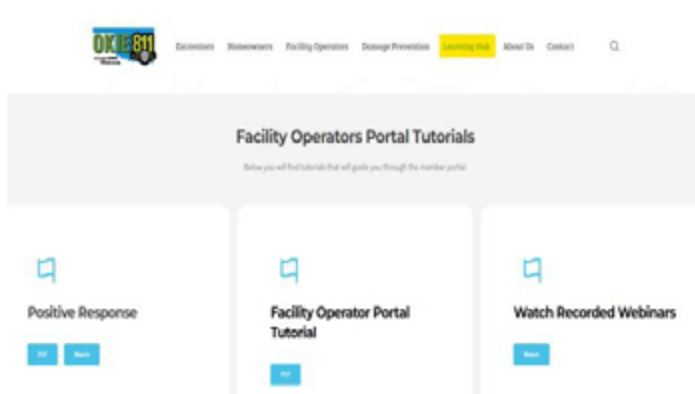 OKIE 811
Excavators Homeowners Facility Operators Damage Prevention Learning Hub About Us Contact
Facility Operators Portal Tutorials
Below you will find tutorials that will guide you through the member portal.
Positive Response
PDF Watch
Facility Operator Portal
Tutorial
PDF
Watch Recorded Webinars
Watch